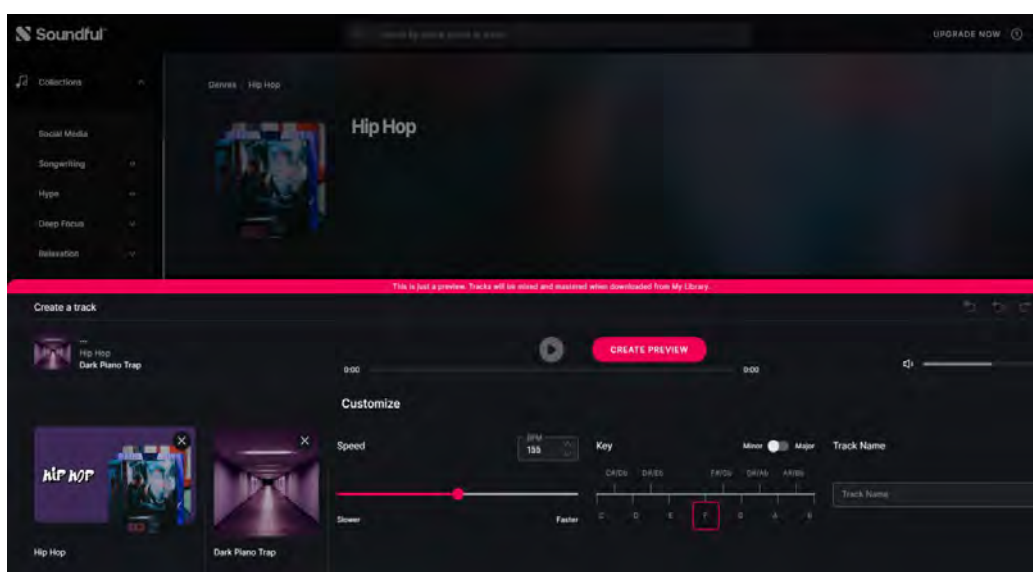 Soundful
UPGRADE NOW
Collections
Genres Hip Hop
Hip Hop
Social Media
Songwriting
Hype
Deep Focus
Relaxation
This is just a preview. Tracks will be mixed and mastered when downloaded from My Library.
Create a track
Hip Hop
Dark Piano Trap
CREATE PREVIEW
0:00
0:00
Customize
Speed
BPM
155
Key
Minor
Major
Track Name
C#/Db D#/Eb F#/Gb G#/Ab A#/Bb
Track Name
HIP HOP
C D E F G A B
Slower
Faster
Hip Hop
Dark Piano Trap